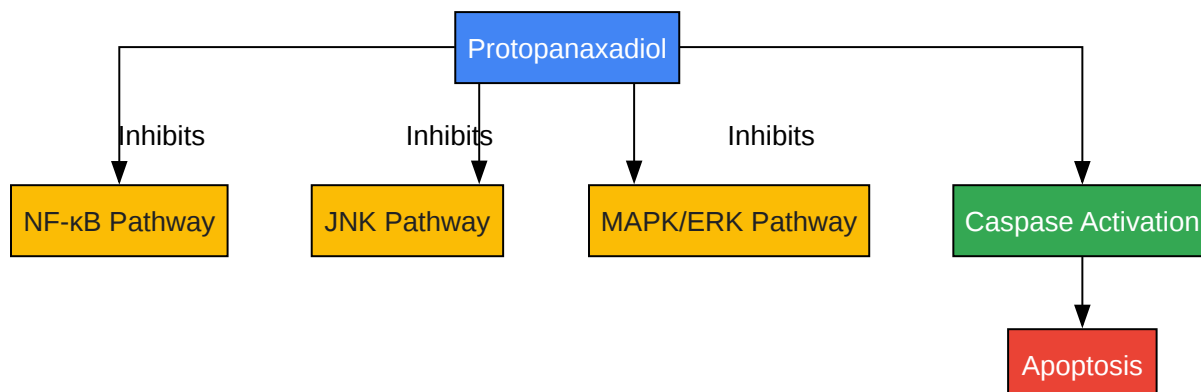 Protopanaxadiol
Inhibits
Inhibits
Inhibits
NF-κB Pathway
JNK Pathway
MAPK/ERK Pathway
Caspase Activation
Apoptosis